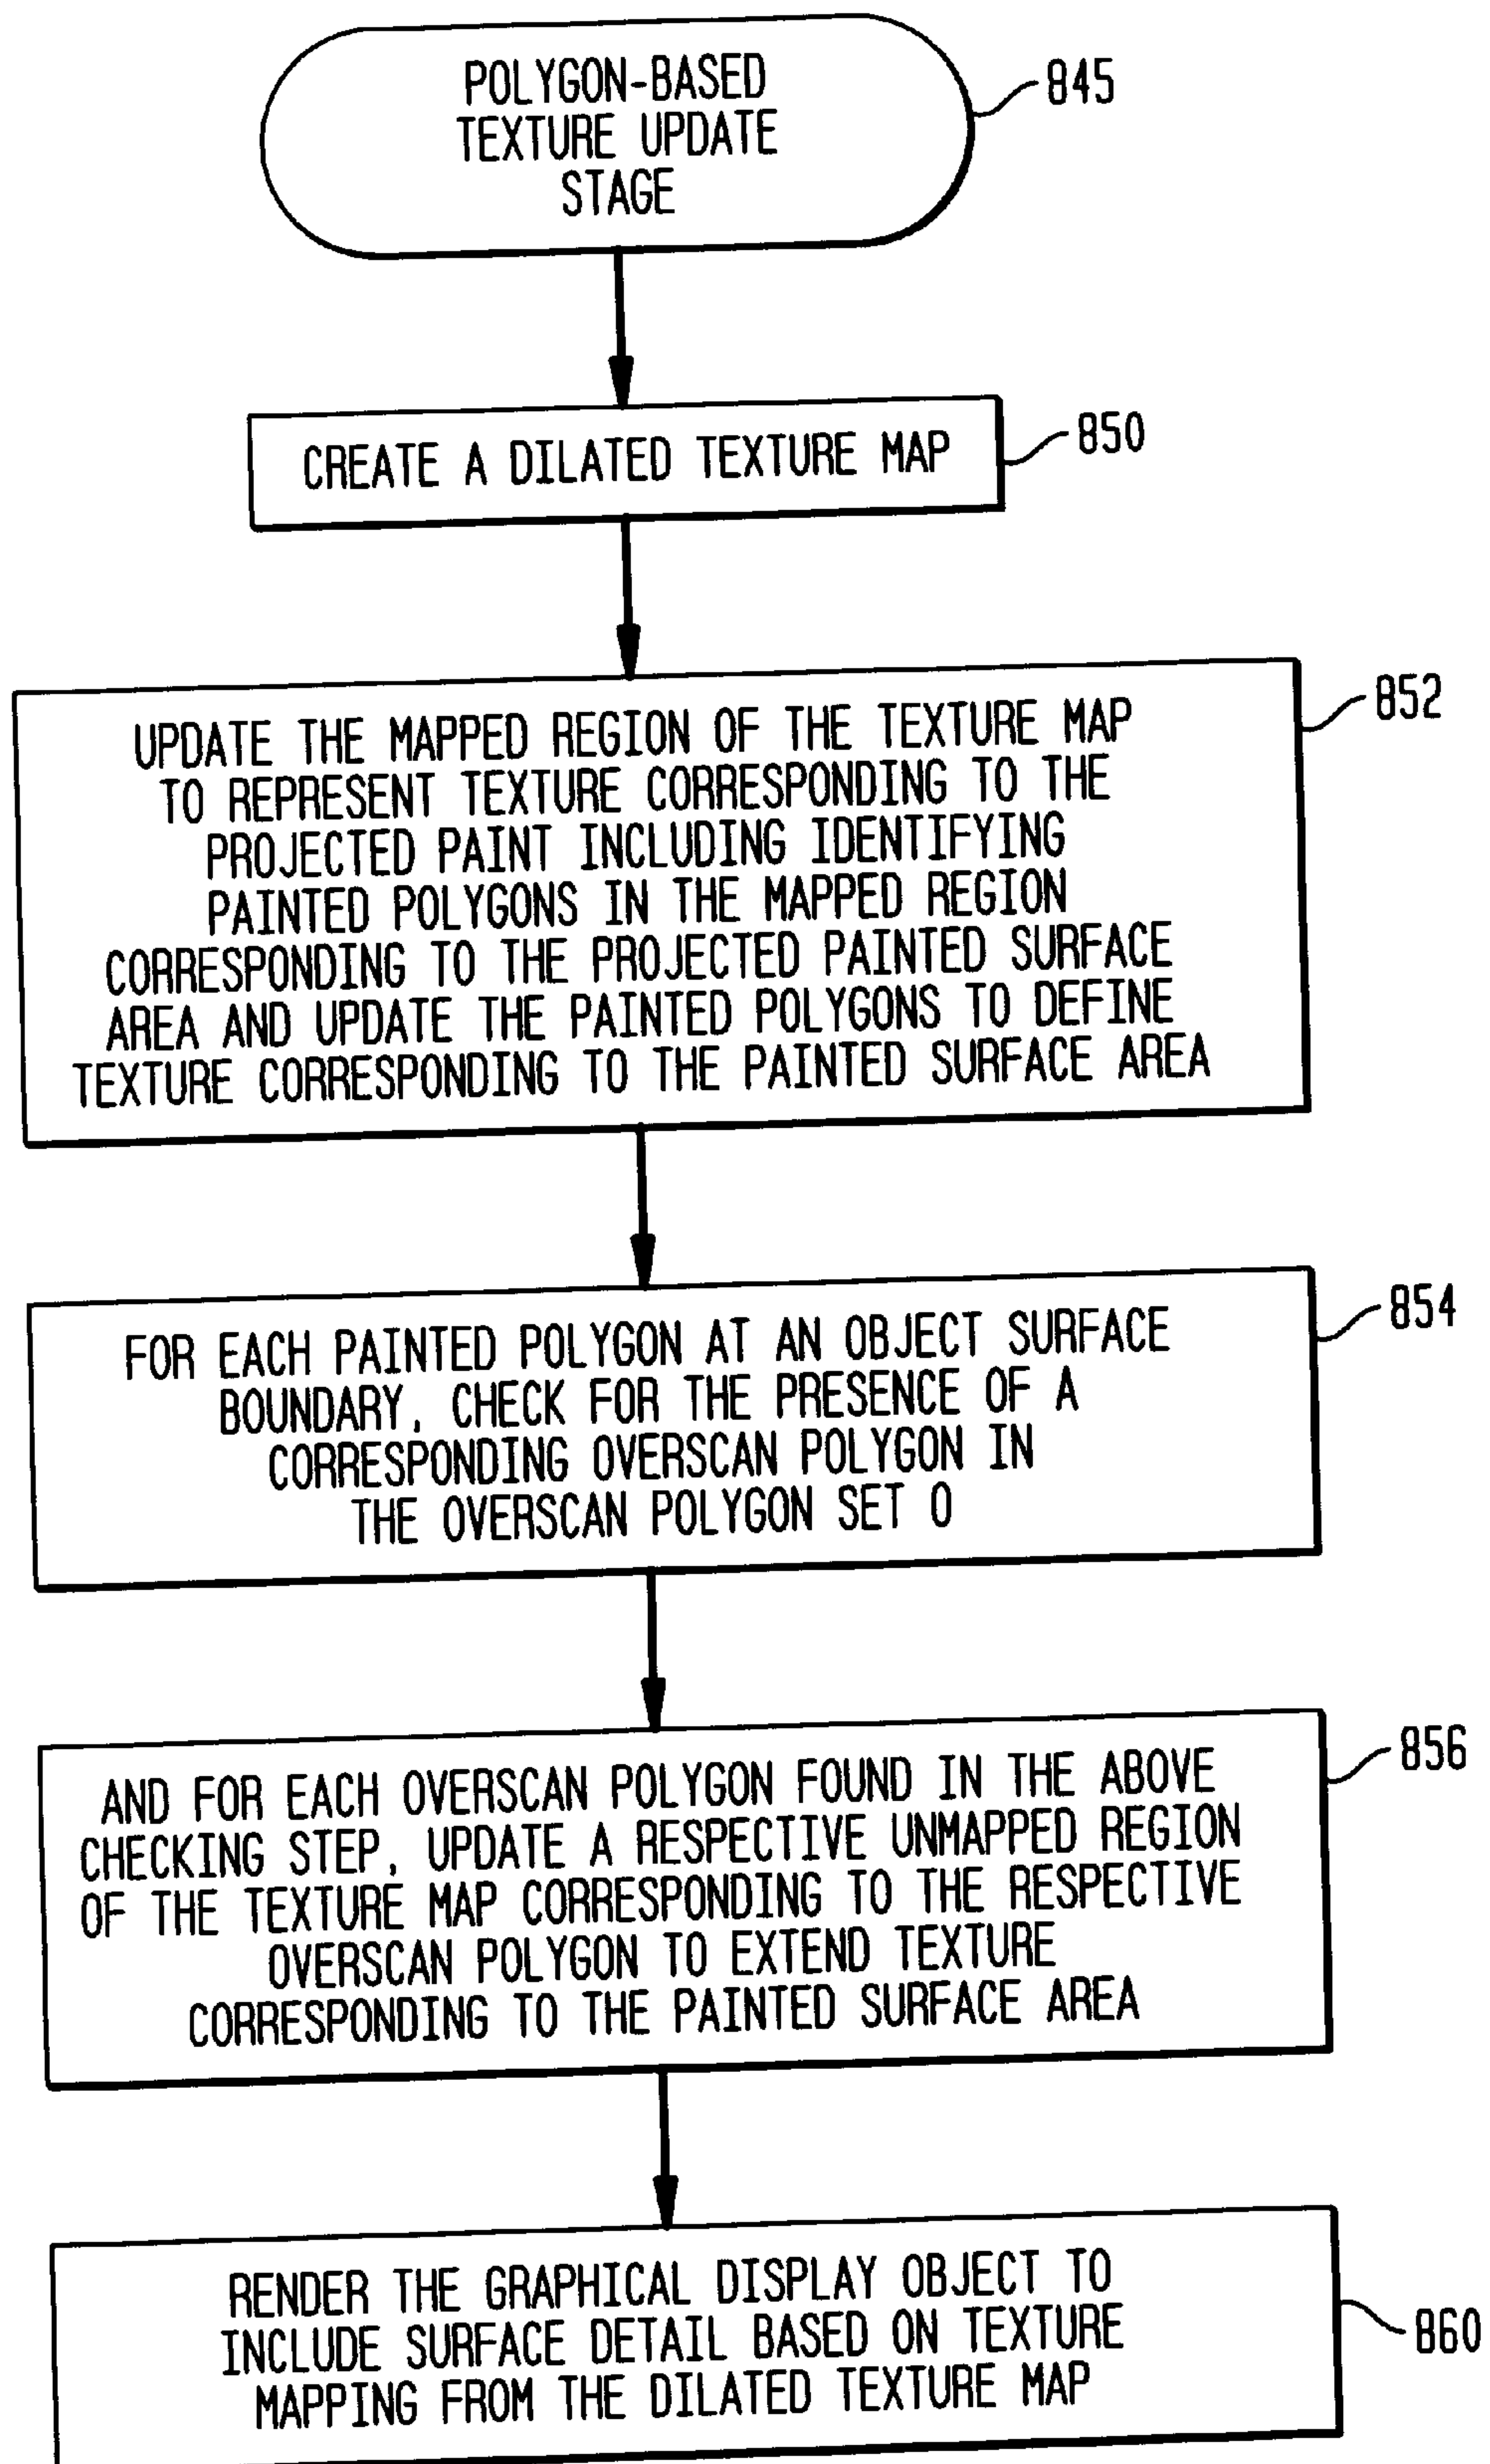 POLYGON-BASED
TEXTURE UPDATE
STAGE
845
CREATE A DILATED TEXTURE MAP
850
UPDATE THE MAPPED REGION OF THE TEXTURE MAP
TO REPRESENT TEXTURE CORRESPONDING TO THE
PROJECTED PAINT INCLUDING IDENTIFYING
PAINTED POLYGONS IN THE MAPPED REGION
CORRESPONDING TO THE PROJECTED PAINTED SURFACE
AREA AND UPDATE THE PAINTED POLYGONS TO DEFINE
TEXTURE CORRESPONDING TO THE PAINTED SURFACE AREA
852
FOR EACH PAINTED POLYGON AT AN OBJECT SURFACE
BOUNDARY, CHECK FOR THE PRESENCE OF A
CORRESPONDING OVERSCAN POLYGON IN
THE OVERSCAN POLYGON SET O
854
AND FOR EACH OVERSCAN POLYGON FOUND IN THE ABOVE
CHECKING STEP, UPDATE A RESPECTIVE UNMAPPED REGION
OF THE TEXTURE MAP CORRESPONDING TO THE RESPECTIVE
OVERSCAN POLYGON TO EXTEND TEXTURE
CORRESPONDING TO THE PAINTED SURFACE AREA
856
RENDER THE GRAPHICAL DISPLAY OBJECT TO
INCLUDE SURFACE DETAIL BASED ON TEXTURE
MAPPING FROM THE DILATED TEXTURE MAP
860